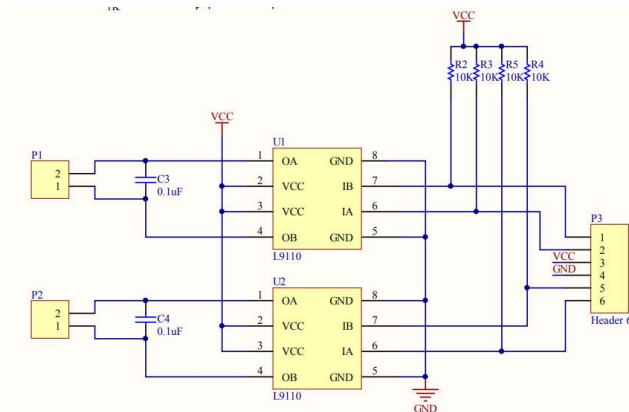 VCC
R2 R3 R5 R4
10K 10K 10K 10K
VCC
U1
P1
2
1
C3
0.1uF
1 OA GND 8
2 VCC IB 7
3 VCC IA 6
4 OB GND 5
L9110
P3
1
2
VCC 3
GND 4
5
6
Header 6
U2
P2
2
1
C4
0.1uF
1 OA GND 8
2 VCC IB 7
3 VCC IA 6
4 OB GND 5
L9110
GND